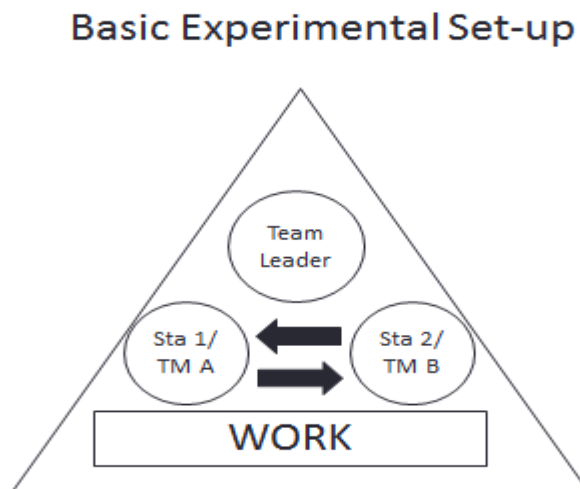 Basic Experimental Set-up
Team
Leader
Sta 1/
TM A
Sta 2/
TM B
WORK